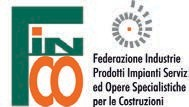 FINCO
Federazione Industrie
Prodotti Impianti Serviz
ed Opere Specialistiche
per le Costruzioni